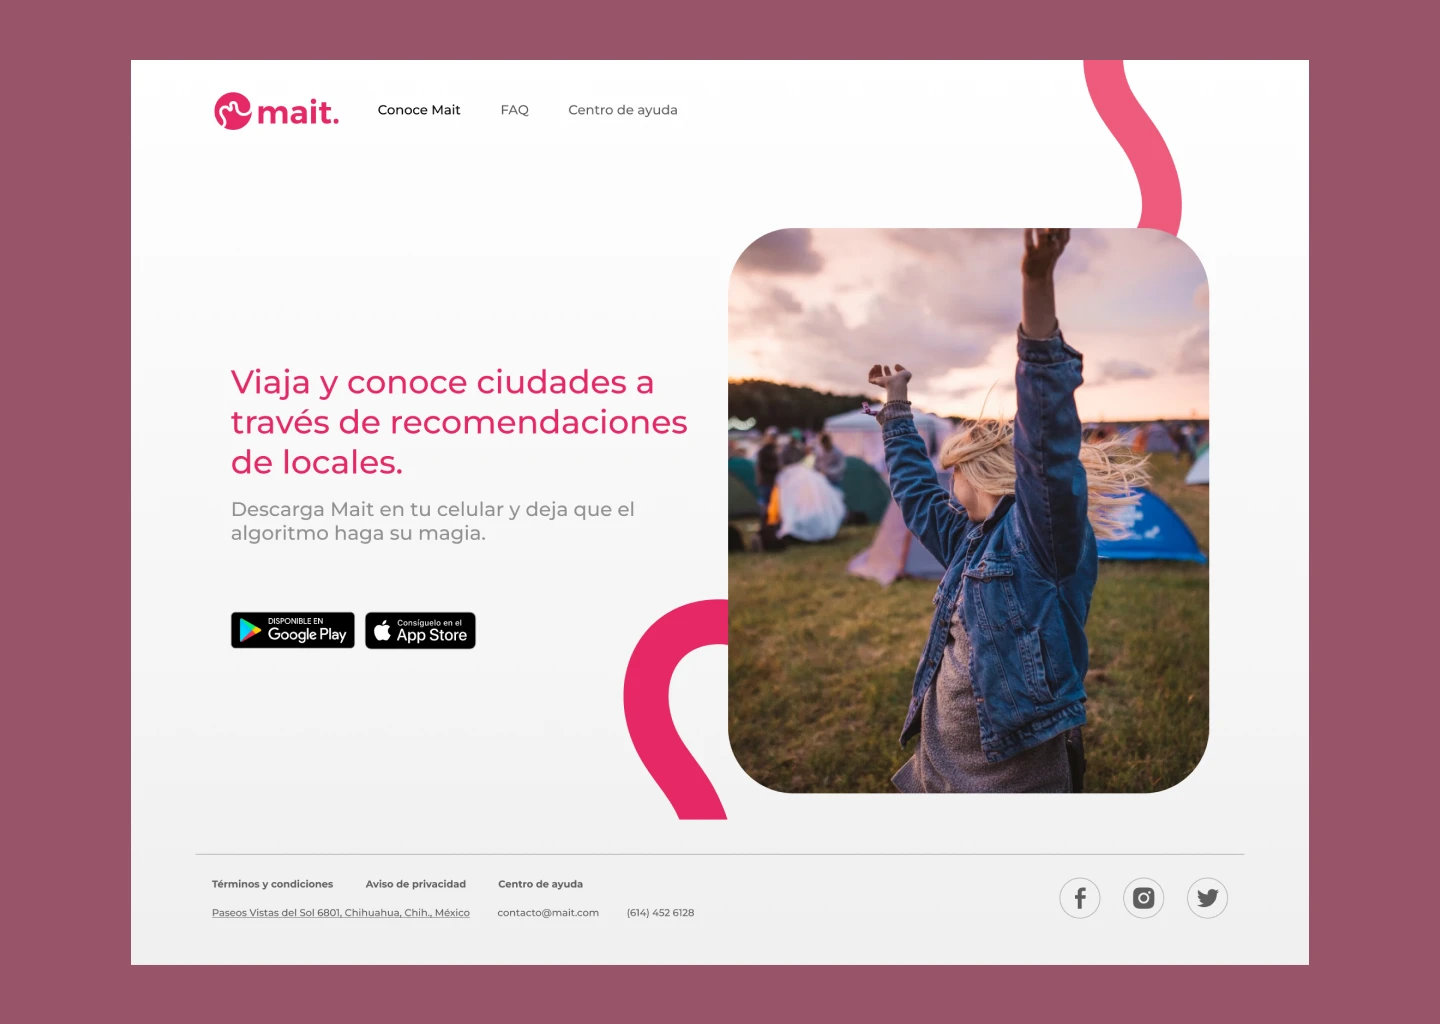 mait.
Conoce Mait
FAQ
Centro de ayuda
Viaja y conoce ciudades a
través de recomendaciones
de locales.
Descarga Mait en tu celular y deja que el
algoritmo haga su magia.
DISPONIBLE EN
Google Play
Consíguelo en el
App Store
Términos y condiciones
Aviso de privacidad
Centro de ayuda
Paseos Vistas del Sol 6801, Chihuahua, Chih., México
contacto@mait.com
(614) 452 6128